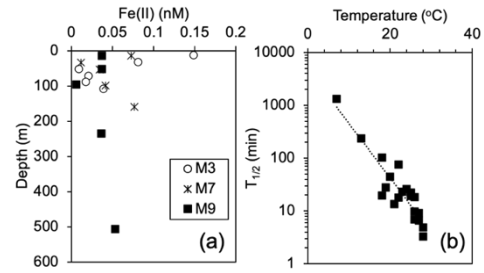 Fe(II) (nM)
0 0.05 0.1 0.15 0.2
0
100
200
300
400
500
600
Depth (m)
M3
M7
M9
(a)
Temperature (oC)
0 20 40
10000
1000
100
10
1
T1/2 (min)
(b)